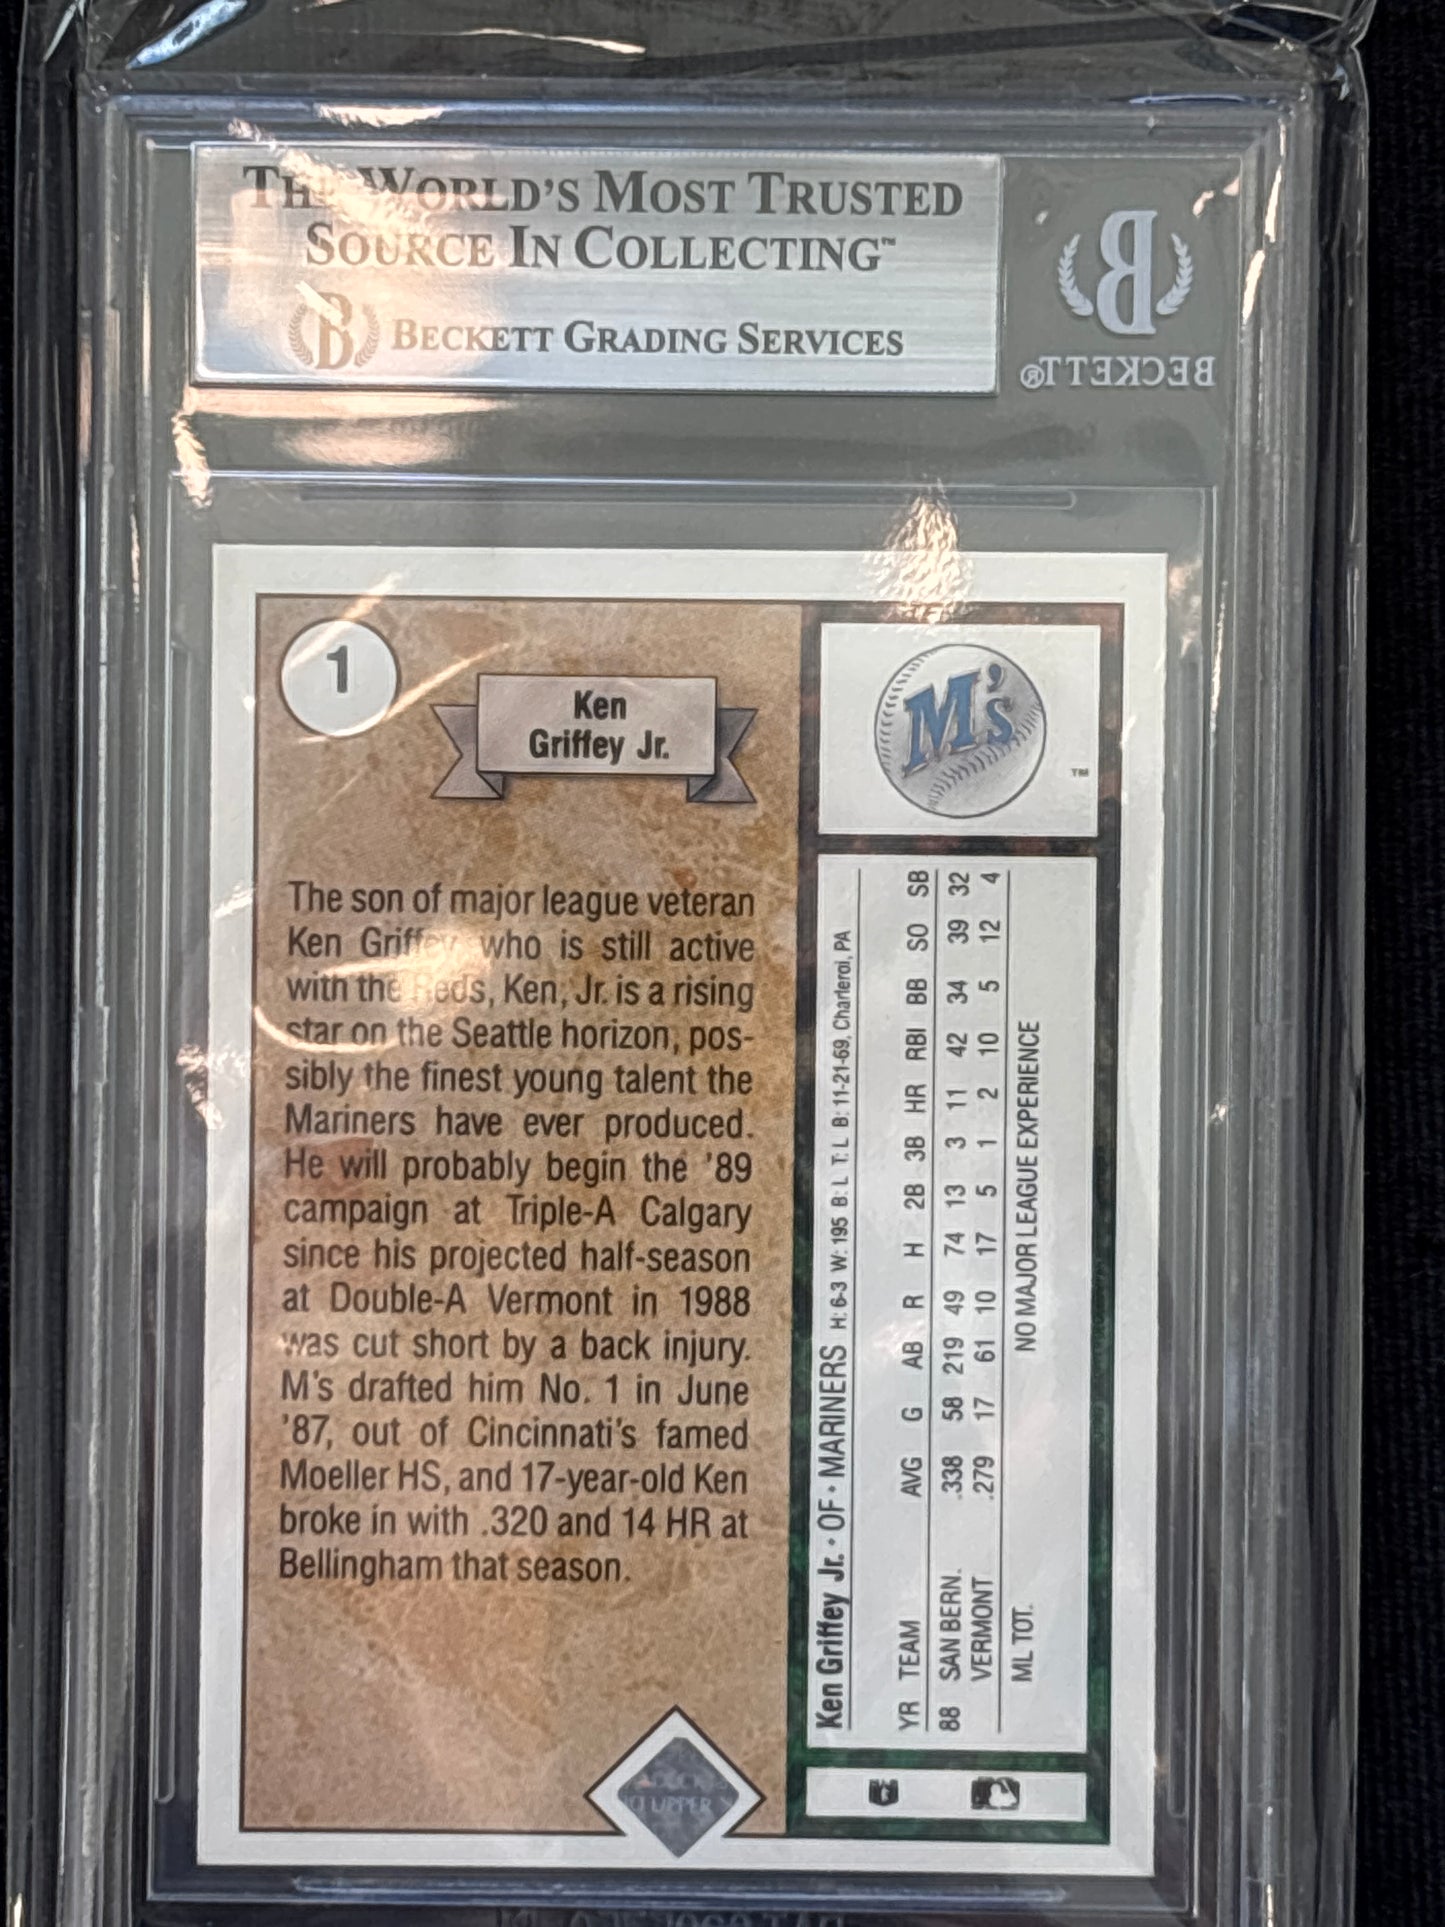 THE WORLD'S MOST TRUSTED
SOURCE IN COLLECTING™
B BECKETT GRADING SERVICES
B
BECKETT®
1
Ken
Griffey Jr.
M's
TM
The son of major league veteran
Ken Griffey, who is still active
with the Reds, Ken, Jr. is a rising
star on the Seattle horizon, pos-
sibly the finest young talent the
Mariners have ever produced.
He will probably begin the '89
campaign at Triple-A Calgary
since his projected half-season
at Double-A Vermont in 1988
was cut short by a back injury.
M's drafted him No. 1 in June
'87, out of Cincinnati's famed
Moeller HS, and 17-year-old Ken
broke in with .320 and 14 HR at
Bellingham that season.
UPPER
Ken Griffey Jr. • OF • MARINERS H: 6-3 W: 195 B: L T: L B: 11-21-69, Charleroi, PA
YR TEAM AVG G AB R H 2B 3B HR RBI BB SO SB
88 SAN BERN. .338 58 219 49 74 13 3 11 42 34 39 32
VERMONT .279 17 61 10 17 5 1 2 10 5 12 4
ML TOT. NO MAJOR LEAGUE EXPERIENCE